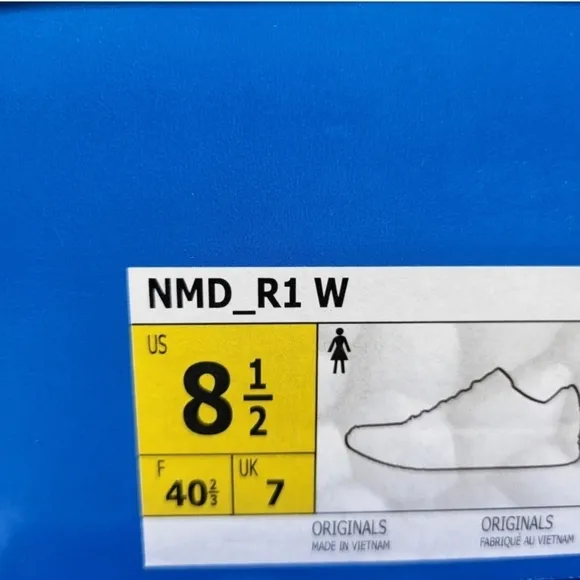 NMD_R1 W
US
8 1/2
F
40 2/3
UK
7
ORIGINALS
MADE IN VIETNAM
ORIGINALS
FABRIQUÉ AU VIETNAM